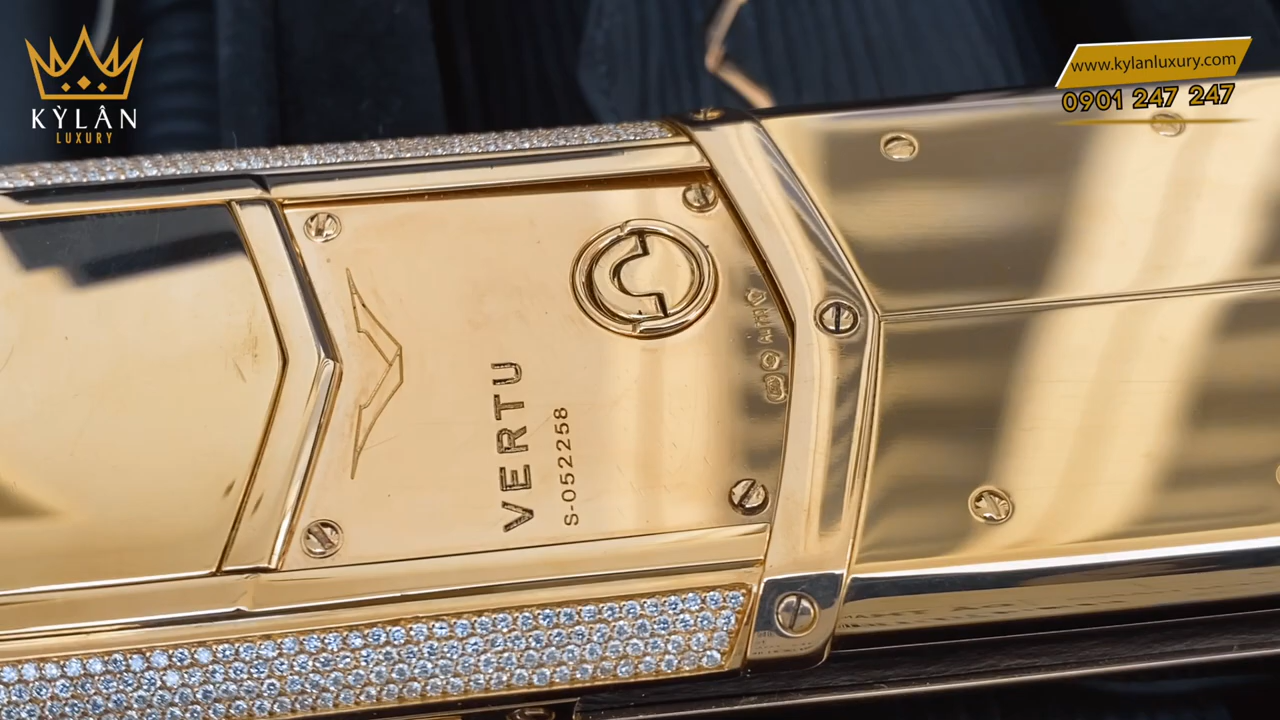 KỲLÂN
LUXURY
www.kylanluxury.com
0901 247 247
VERTU
S-052258